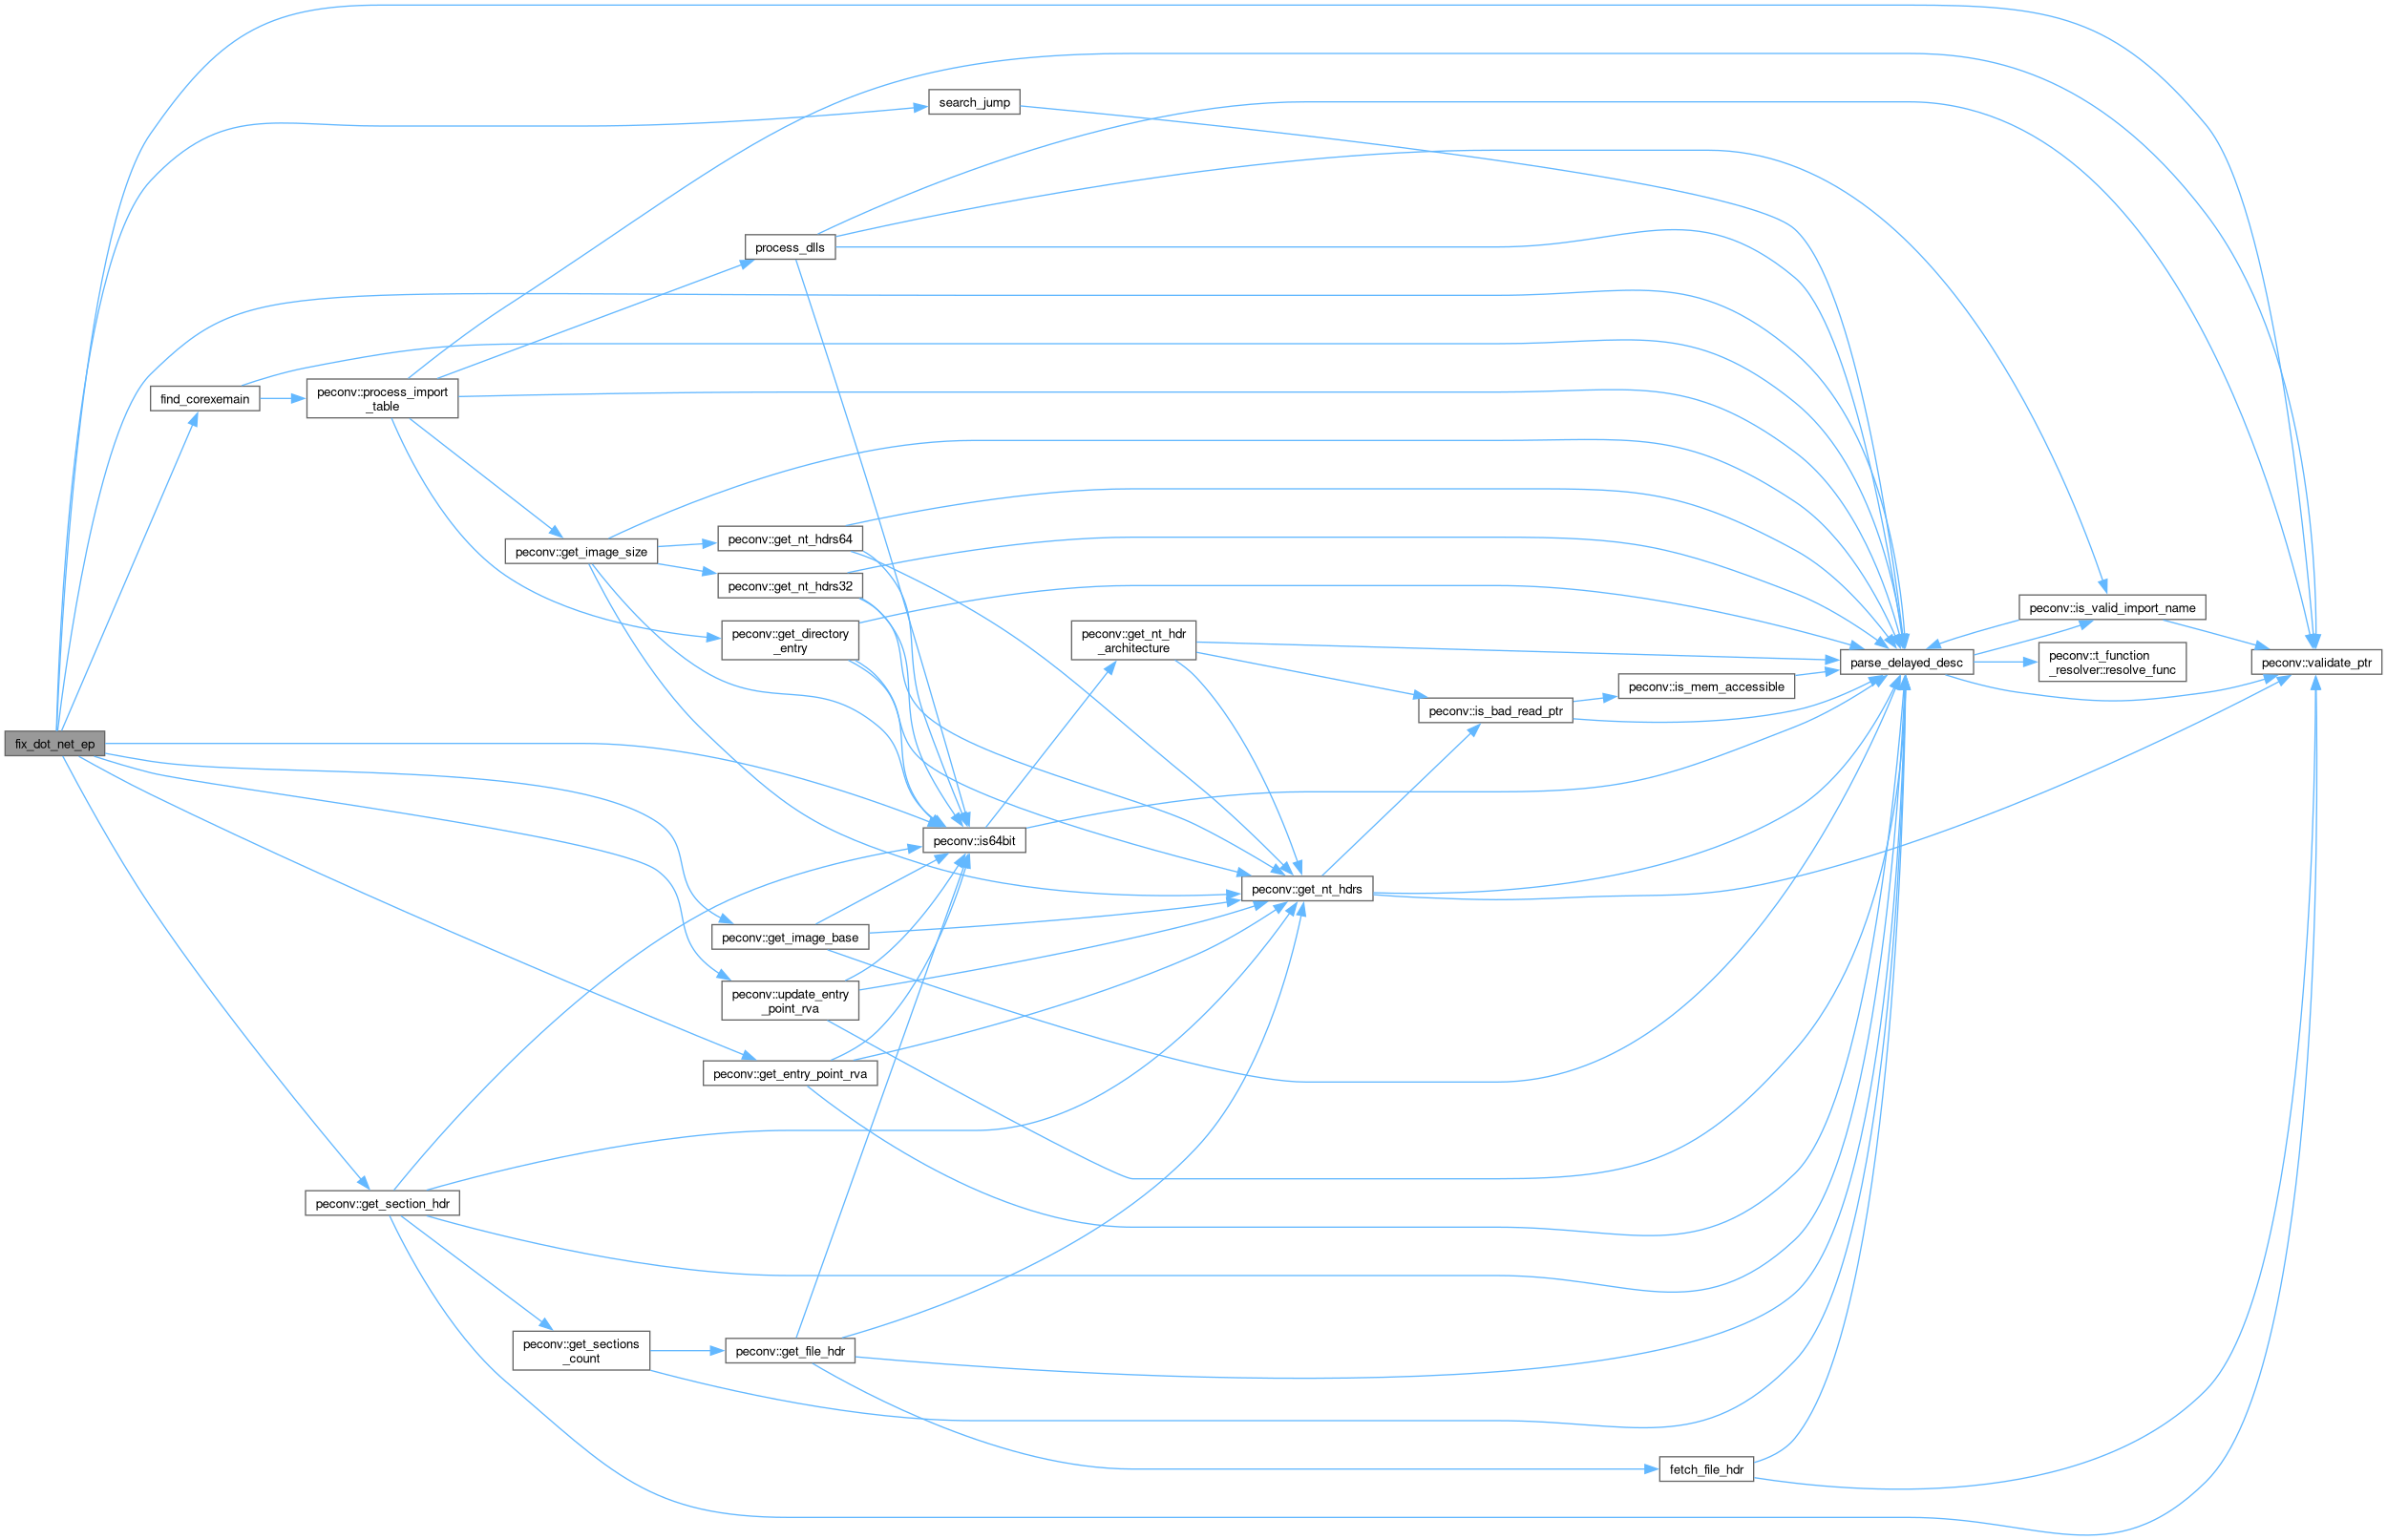 search_jump
process_dlls
find_corexemain
peconv::process_import
_table
peconv::get_image_size
peconv::get_nt_hdrs64
peconv::get_nt_hdrs32
peconv::get_directory
_entry
peconv::get_nt_hdr
_architecture
peconv::is_valid_import_name
parse_delayed_desc
peconv::t_function
_resolver::resolve_func
peconv::validate_ptr
peconv::is_mem_accessible
peconv::is_bad_read_ptr
fix_dot_net_ep
peconv::is64bit
peconv::get_nt_hdrs
peconv::get_image_base
peconv::update_entry
_point_rva
peconv::get_entry_point_rva
peconv::get_section_hdr
peconv::get_sections
_count
peconv::get_file_hdr
fetch_file_hdr